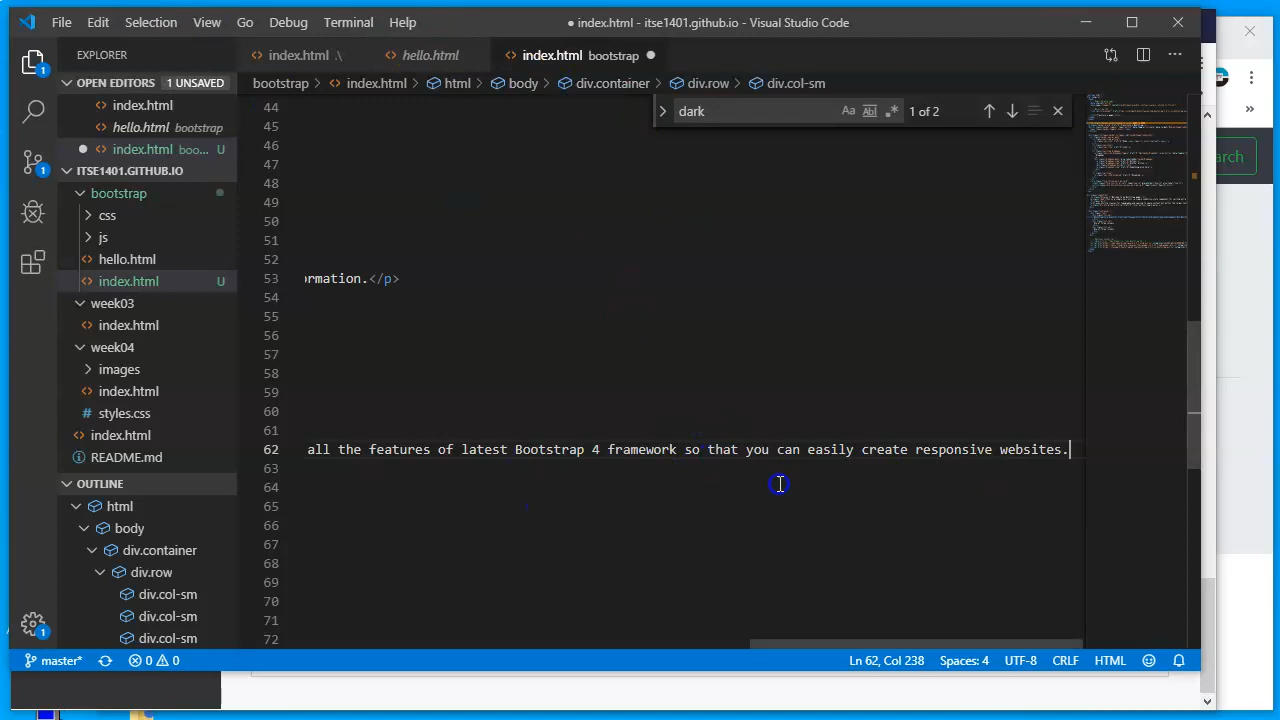 File Edit Selection View Go Debug Terminal Help
● index.html - itse1401.github.io - Visual Studio Code
EXPLORER
index.html .\
hello.html
index.html bootstrap
OPEN EDITORS 1 UNSAVED
index.html
hello.html bootstrap
index.html boo... U
ITSE1401.GITHUB.IO
bootstrap
css
js
hello.html
index.html U
week03
index.html
week04
images
index.html
styles.css
index.html
README.md
OUTLINE
html
body
div.container
div.row
div.col-sm
div.col-sm
div.col-sm
bootstrap > index.html > html > body > div.container > div.row > div.col-sm
dark Aa Abl .* 1 of 2
44
45
46
47
48
49
50
51
52
53 ormation.</p>
54
55
56
57
58
59
60
61
62 all the features of latest Bootstrap 4 framework so that you can easily create responsive websites.
63
64
65
66
67
68
69
70
71
72
1
1
1
master* 0 0 Ln 62, Col 238 Spaces: 4 UTF-8 CRLF HTML
arch